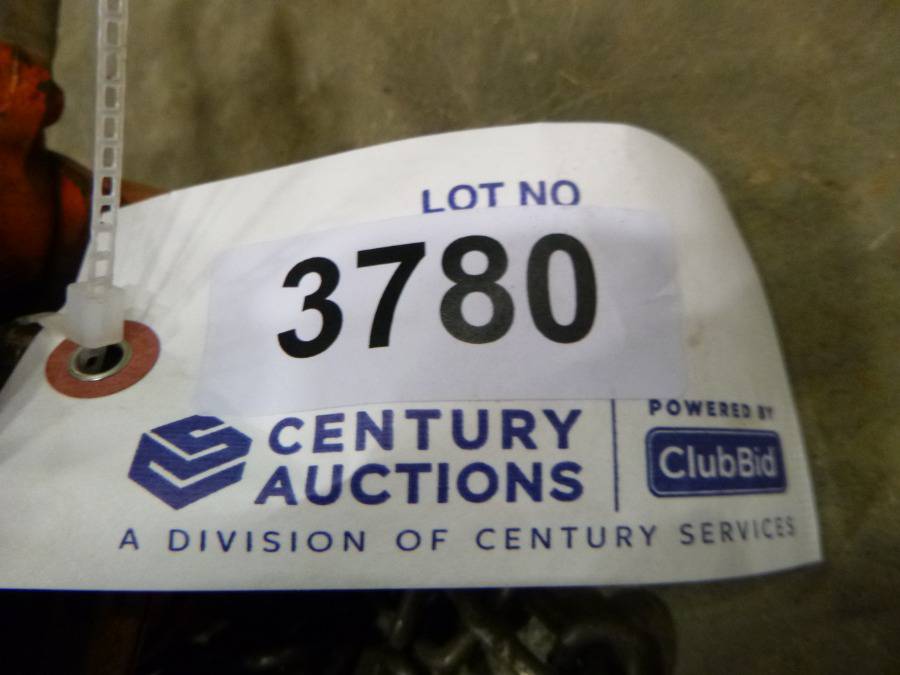 LOT NO
3780
CENTURY
AUCTIONS
POWERED BY
ClubBid
A DIVISION OF CENTURY SERVICES